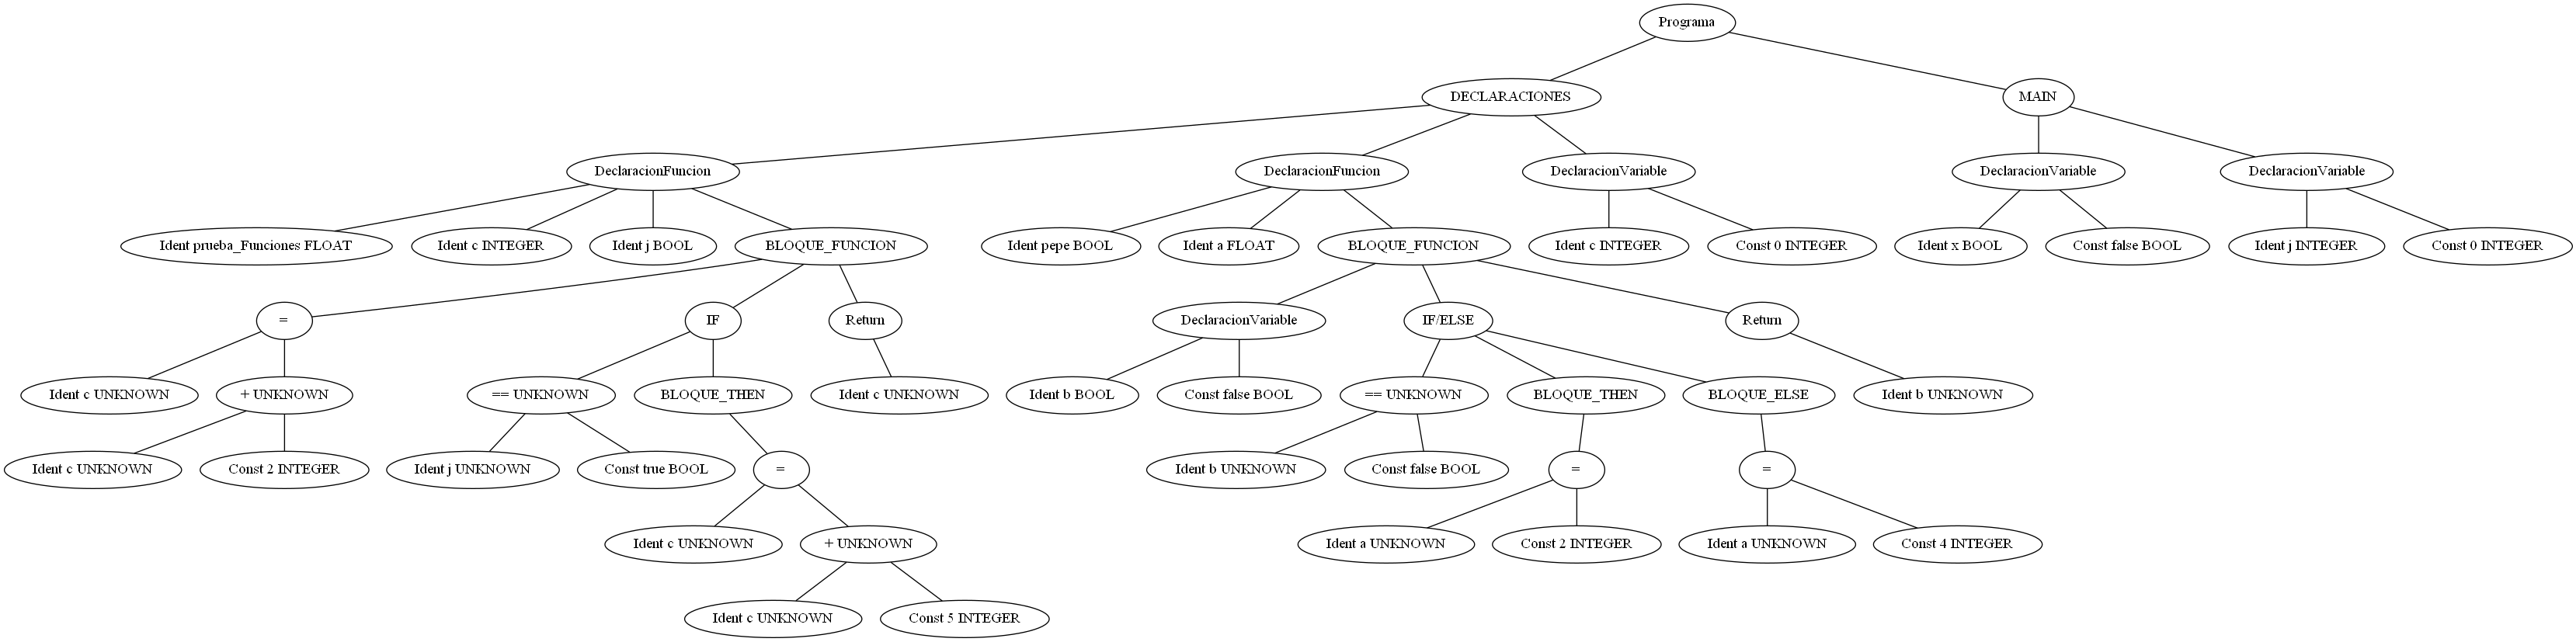 Programa
DECLARACIONES
MAIN
DeclaracionFuncion
DeclaracionFuncion
DeclaracionVariable
DeclaracionVariable
DeclaracionVariable
Ident prueba_Funciones FLOAT
Ident c INTEGER
Ident j BOOL
BLOQUE_FUNCION
Ident pepe BOOL
Ident a FLOAT
BLOQUE_FUNCION
Ident c INTEGER
Const 0 INTEGER
Ident x BOOL
Const false BOOL
Ident j INTEGER
Const 0 INTEGER
=
IF
Return
DeclaracionVariable
IF/ELSE
Return
Ident c UNKNOWN
+ UNKNOWN
== UNKNOWN
BLOQUE_THEN
Ident c UNKNOWN
Ident b BOOL
Const false BOOL
== UNKNOWN
BLOQUE_THEN
BLOQUE_ELSE
Ident b UNKNOWN
Ident c UNKNOWN
Const 2 INTEGER
Ident j UNKNOWN
Const true BOOL
=
Ident b UNKNOWN
Const false BOOL
=
=
Ident c UNKNOWN
+ UNKNOWN
Ident a UNKNOWN
Const 2 INTEGER
Ident a UNKNOWN
Const 4 INTEGER
Ident c UNKNOWN
Const 5 INTEGER